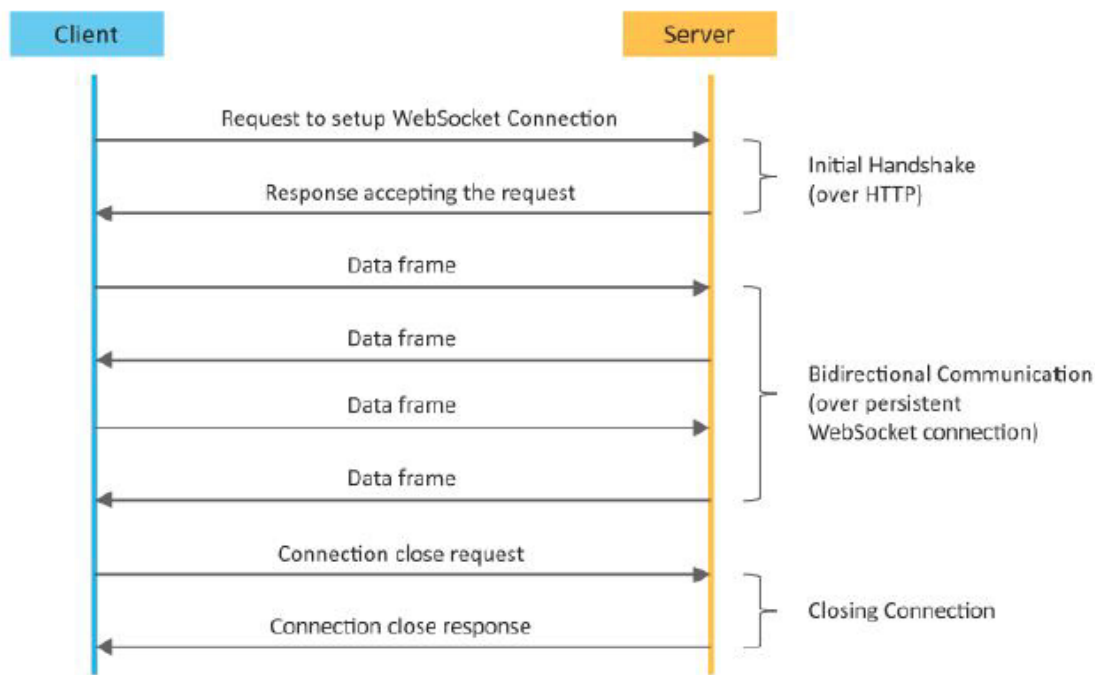 Client
Server
Request to setup WebSocket Connection
Initial Handshake
(over HTTP)
Response accepting the request
Data frame
Data frame
Bidirectional Communication
(over persistent
WebSocket connection)
Data frame
Data frame
Connection close request
Closing Connection
Connection close response